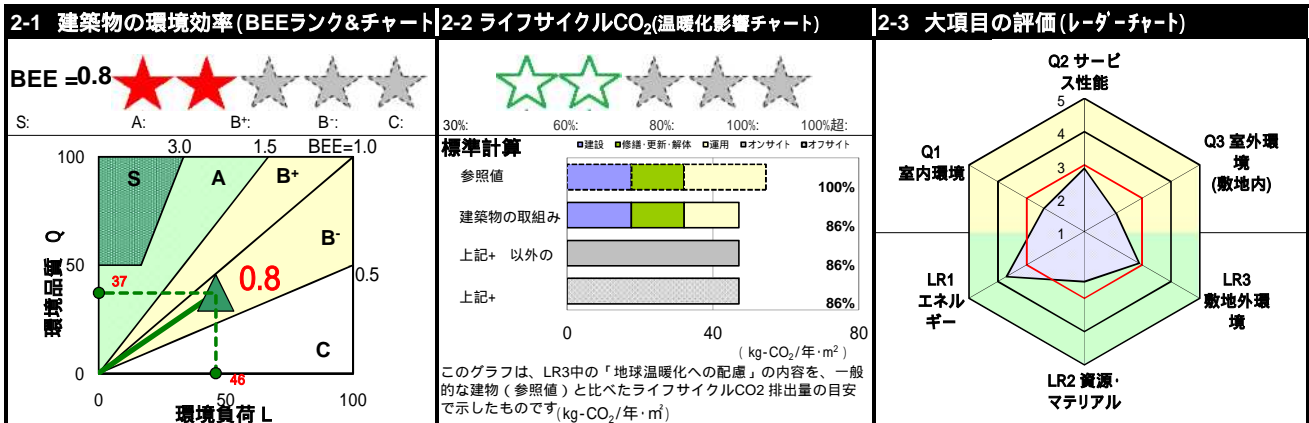 2-1 建築物の環境効率(BEEランク&チャート
BEE =0.8
S: A: B+: B-: C:
3.0 1.5 BEE=1.0
100
S A B+
B-
50
0.5
37
0.8
C
0
46
0 50 100
環境品質 Q
環境負荷 L
2-2 ライフサイクルCO2(温暖化影響チャート)
30%: 60%: 80%: 100%: 100%超:
標準計算
建設 修繕・更新・解体 運用 オンサイト オフサイト
参照値 100%
建築物の取組み 86%
上記+ 以外の 86%
上記+ 86%
0 40 80
( kg-CO2/年・m2 )
このグラフは、LR3中の「地球温暖化への配慮」の内容を、一般
的な建物(参照値)と比べたライフサイクルCO2 排出量の目安
で示したものです(kg-CO2/年・㎡)
2-3 大項目の評価(レーダーチャート)
Q2 サービ
ス性能
5
4
3
2
1
Q1
室内環境
Q3 室外環
境
(敷地内)
LR1
エネル
ギー
LR3
敷地外環
境
LR2 資源・
マテリアル